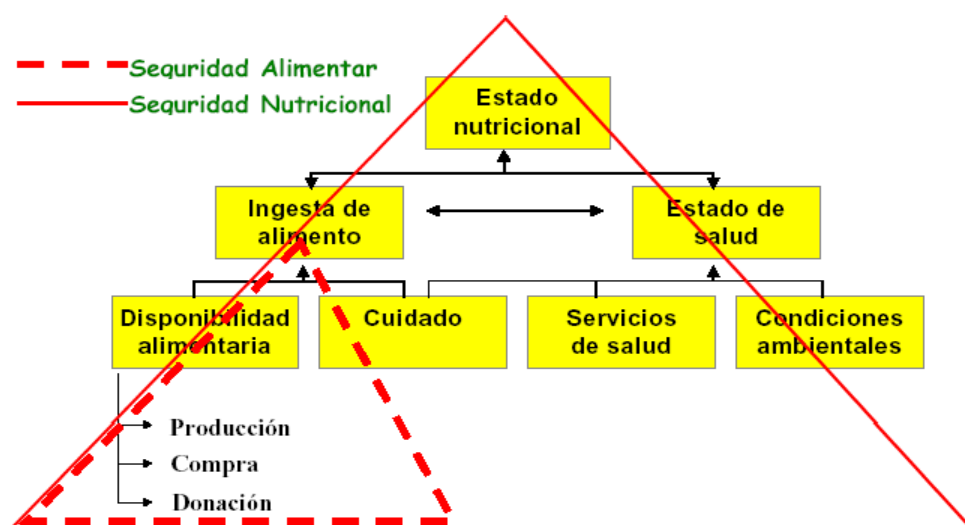 Seguridad Alimentar
Seguridad Nutricional
Estado
nutricional
Ingesta de
alimento
Estado de
salud
Disponibilidad
alimentaria
Cuidado
Servicios
de salud
Condiciones
ambientales
Producción
Compra
Donación